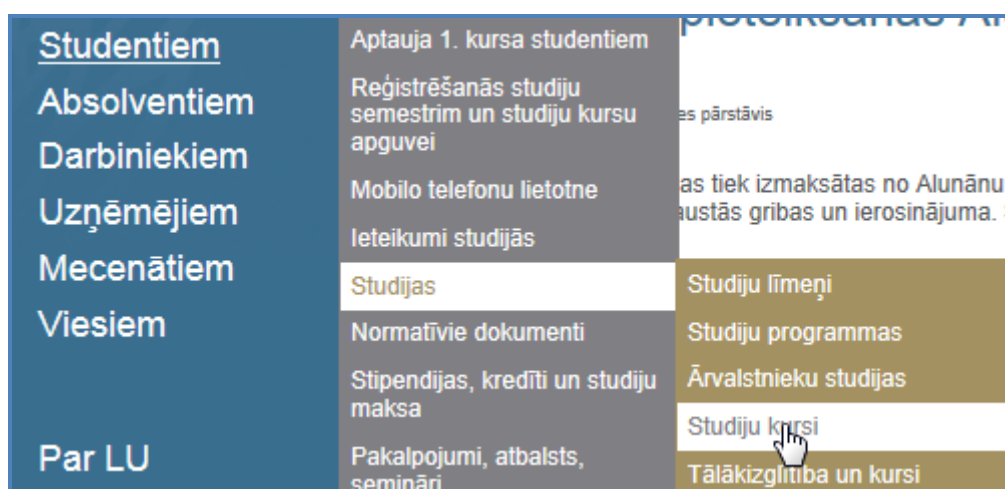 Studentiem
Absolventiem
Darbiniekiem
Uzņēmējiem
Mecenātiem
Viesiem
Par LU
Aptauja 1. kursa studentiem
Reģistrēšanās studiju
semestrim un studiju kursu
apguvei
Mobilo telefonu lietotne
Ieteikumi studijās
Studijas
Normatīvie dokumenti
Stipendijas, kredīti un studiju
maksa
Pakalpojumi, atbalsts,
semināri
es pārstāvis
as tiek izmaksātas no Alunānu
austās gribas un ierosinājuma.
Studiju līmeņi
Studiju programmas
Ārvalstnieku studijas
Studiju kursi
Tālākizglītība un kursi